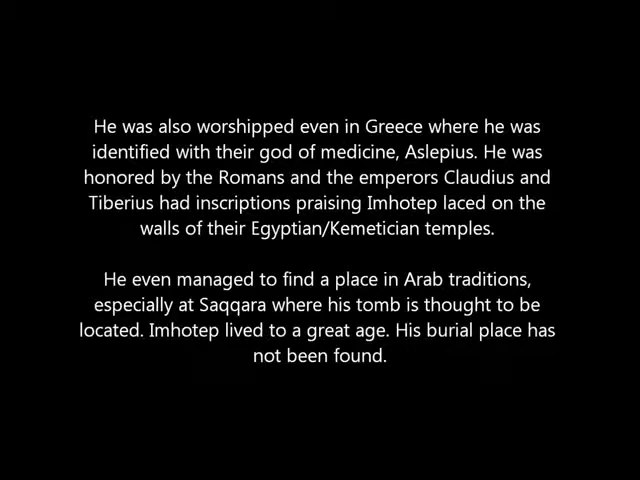 He was also worshipped even in Greece where he was
identified with their god of medicine, Aslepius. He was
honored by the Romans and the emperors Claudius and
Tiberius had inscriptions praising Imhotep laced on the
walls of their Egyptian/Kemetician temples.
He even managed to find a place in Arab traditions,
especially at Saqqara where his tomb is thought to be
located. Imhotep lived to a great age. His burial place has
not been found.